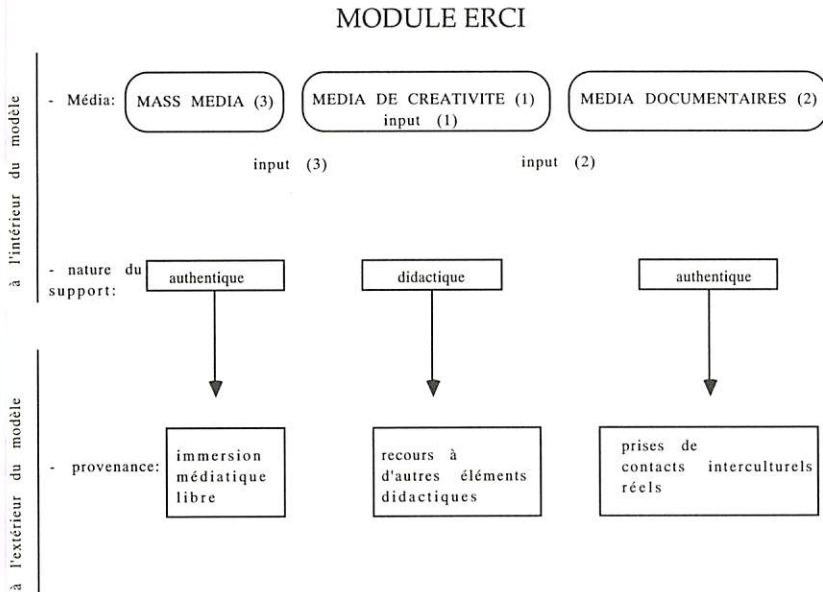 MODULE ERCI
à l'intérieur du modèle
- Média:
MASS MEDIA (3)
MEDIA DE CREATIVITE (1)
input (1)
MEDIA DOCUMENTAIRES (2)
input (3)
input (2)
- nature du
support:
authentique
didactique
authentique
à l'extérieur du modèle
- provenance:
immersion
médiatique
libre
recours à
d'autres éléments
didactiques
prises de
contacts interculturels
réels